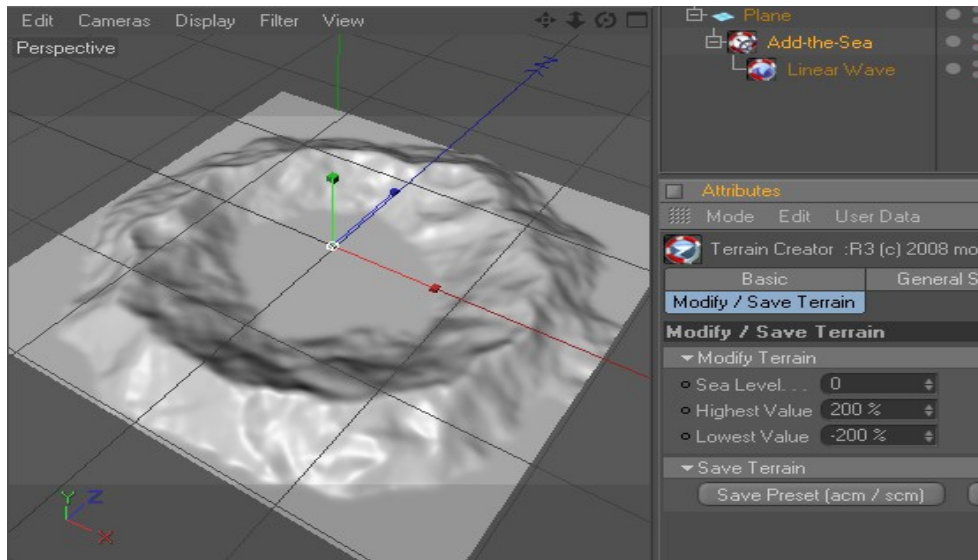 Edit Cameras Display Filter View
Perspective
Y Z
X
Plane
Add-the-Sea
Linear Wave
Attributes
Mode Edit User Data
Terrain Creator :R3 (c) 2008 mo
Basic General S
Modify / Save Terrain
Modify / Save Terrain
Modify Terrain
Sea Level. . . 0
Highest Value 200 %
Lowest Value -200 %
Save Terrain
Save Preset (acm / scm)